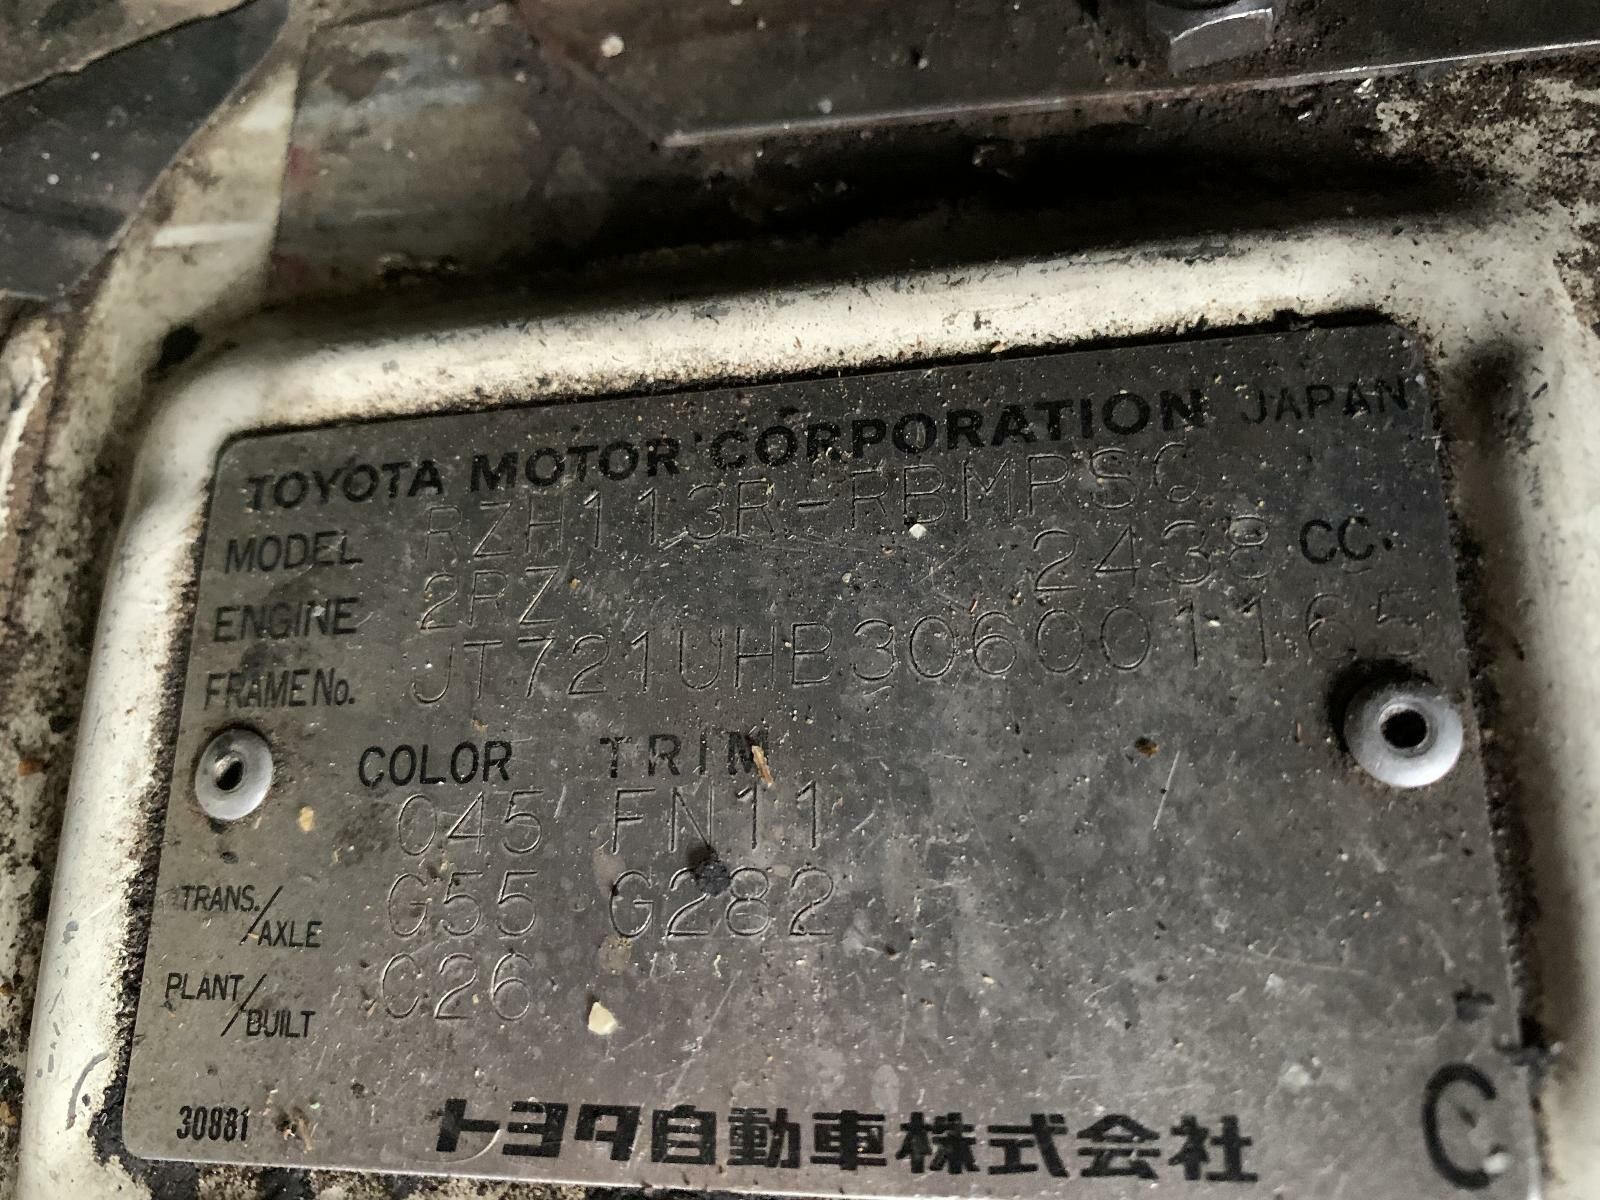 TOYOTA MOTOR CORPORATION JAPAN
MODEL RZH113R-RBMRSQ
ENGINE 2RZ 2438 CC.
FRAME No. JT721UHB306001165
COLOR TRIM
045 FN11
TRANS./AXLE G55 G282
PLANT/BUILT C26
30881
トヨタ自動車株式会社
C